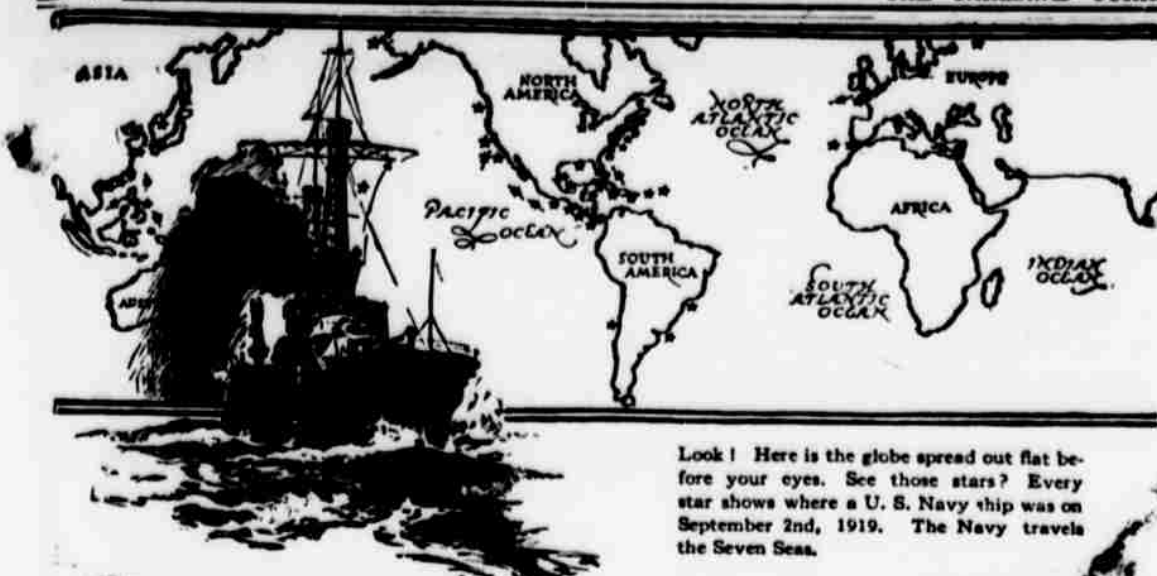 ASIA
NORTH
AMERICA
EUROPE
NORTH
ATLANTIC
OCEAN
PACIFIC
OCEAN
AFRICA
SOUTH
AMERICA
SOUTH
ATLANTIC
OCEAN
INDIAN
OCEAN
Look! Here is the globe spread out flat be-
fore your eyes. See those stars? Every
star shows where a U. S. Navy ship was on
September 2nd, 1919. The Navy travels
the Seven Seas.